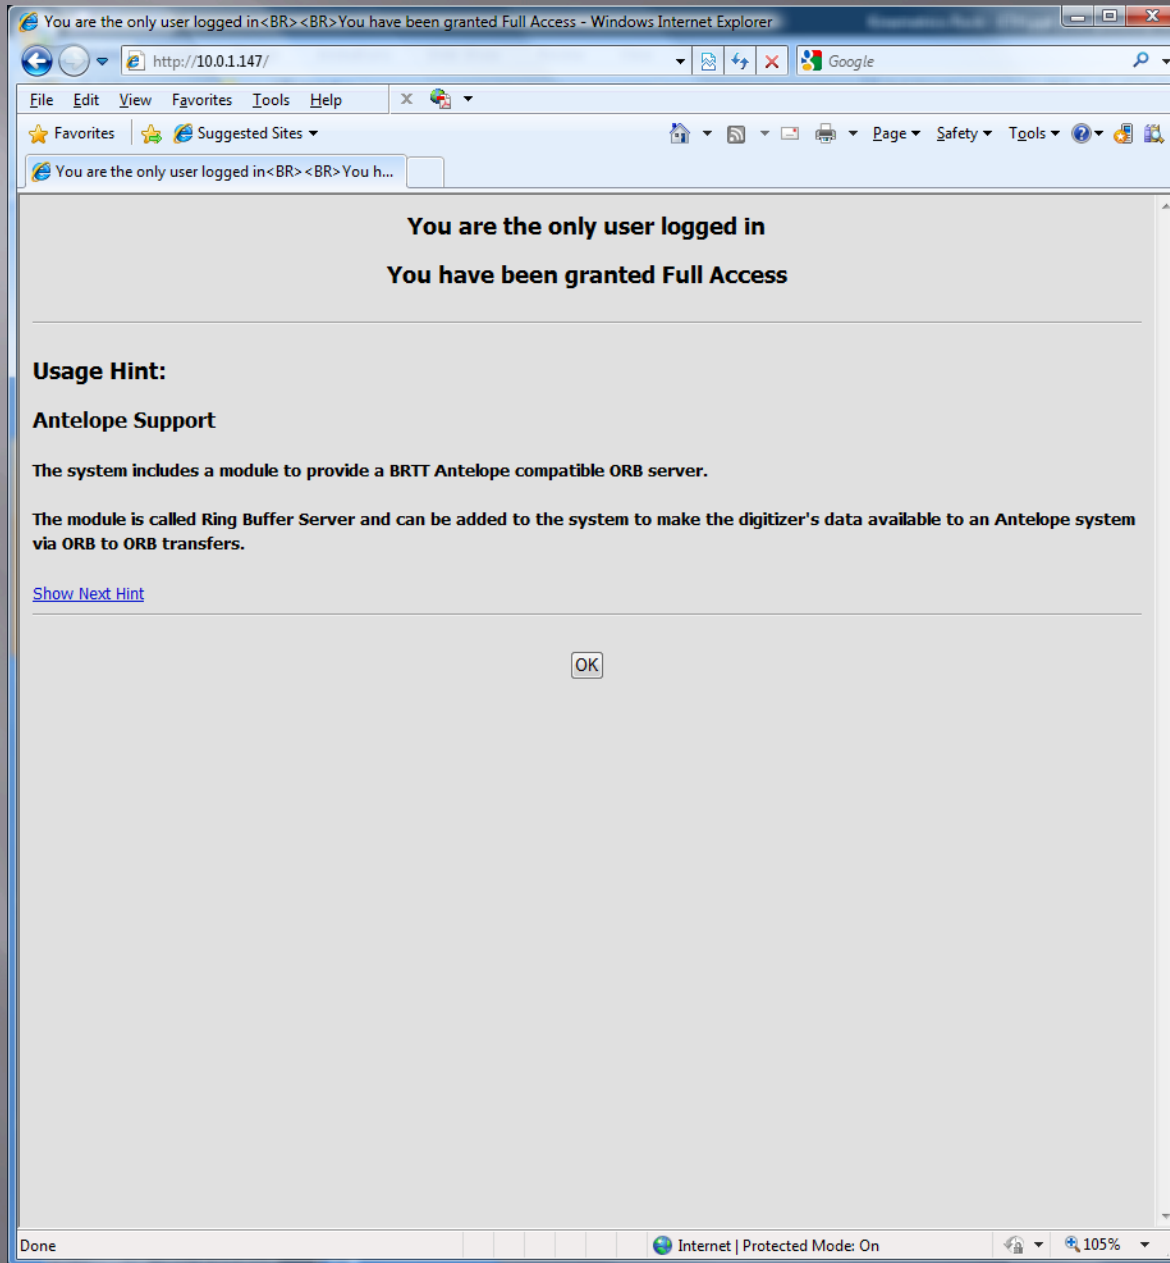 You are the only user logged in<BR><BR>You have been granted Full Access - Windows Internet Explorer
http://10.0.1.147/
Google
File Edit View Favorites Tools Help
Favorites Suggested Sites Page Safety Tools
You are the only user logged in<BR><BR>You h...
You are the only user logged in
You have been granted Full Access
Usage Hint:
Antelope Support
The system includes a module to provide a BRTT Antelope compatible ORB server.
The module is called Ring Buffer Server and can be added to the system to make the digitizer's data available to an Antelope system
via ORB to ORB transfers.
Show Next Hint
OK
Done Internet | Protected Mode: On 105%